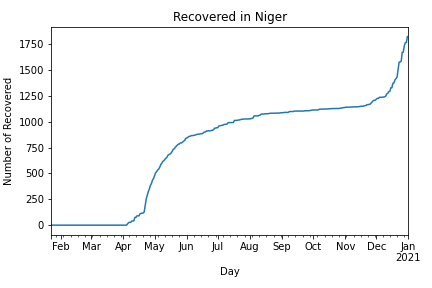 Recovered in Niger
Number of Recovered
1750
1500
1250
1000
750
500
250
0
Feb Mar Apr May Jun Jul Aug Sep Oct Nov Dec Jan
2021
Day